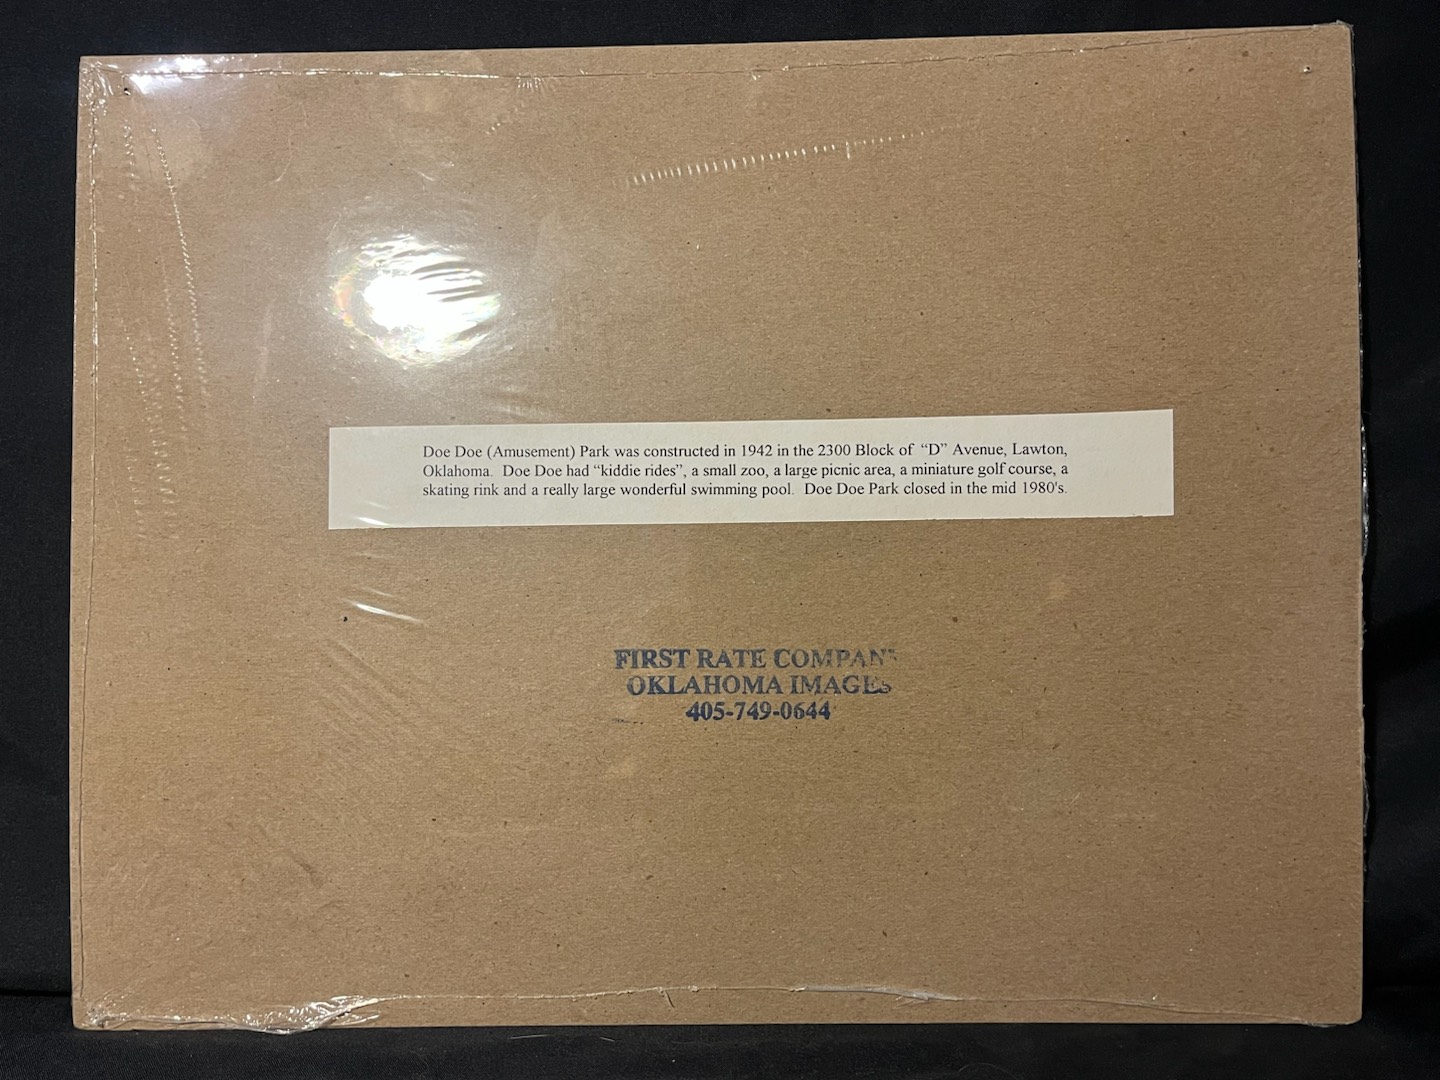 Doe Doe (Amusement) Park was constructed in 1942 in the 2300 Block of “D” Avenue, Lawton,
Oklahoma. Doe Doe had “kiddie rides”, a small zoo, a large picnic area, a miniature golf course, a
skating rink and a really large wonderful swimming pool. Doe Doe Park closed in the mid 1980's.
FIRST RATE COMPANY
OKLAHOMA IMAGES
405-749-0644